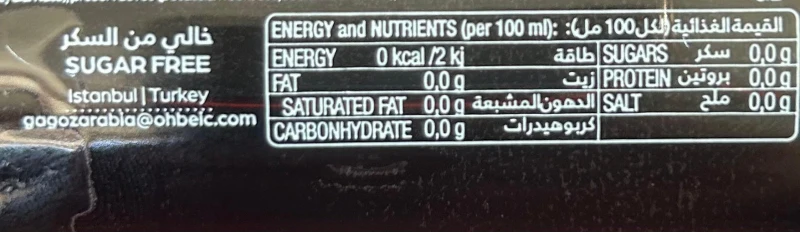 خالي من السكر
SUGAR FREE
Istanbul | Turkey
gagozarabia@ohbelc.com
ENERGY and NUTRIENTS (per 100 ml): القيمة الغذائية (لكل 100 مل):
ENERGY 0 kcal /2 kj طاقة
FAT 0,0 g زيت
SATURATED FAT 0,0 g الدهون المشبعة
CARBONHYDRATE 0,0 g كربوهيدرات
SUGARS سكر 0,0 g
PROTEIN بروتين 0,0 g
SALT ملح 0,0 g